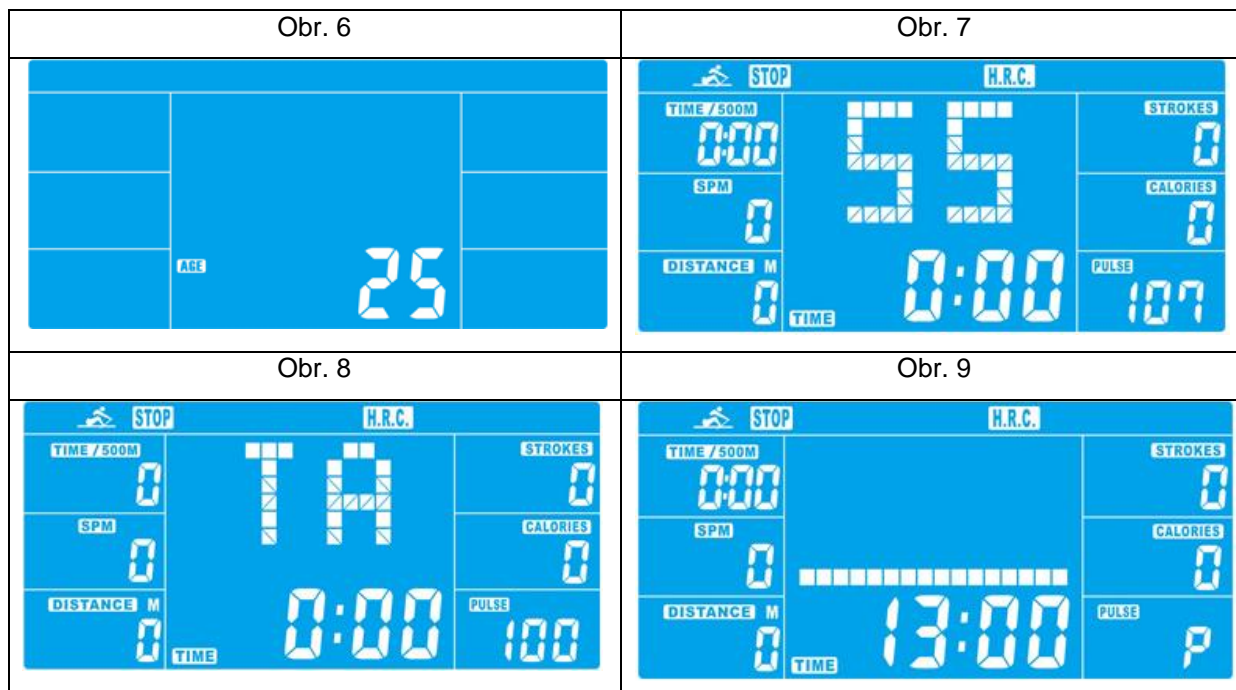 Obr. 6
Obr. 7
AGE 25
STOP H.R.C.
TIME / 500M
0:00
55
STROKES
0
SPM
0
CALORIES
0
DISTANCE M
0
TIME 0:00
PULSE
107
Obr. 8
Obr. 9
STOP H.R.C.
TIME / 500M
0
TA
STROKES
0
SPM
0
CALORIES
0
DISTANCE M
0
TIME 0:00
PULSE
100
STOP H.R.C.
TIME / 500M
0:00
STROKES
0
SPM
0
CALORIES
0
DISTANCE M
0
TIME 13:00
PULSE
P